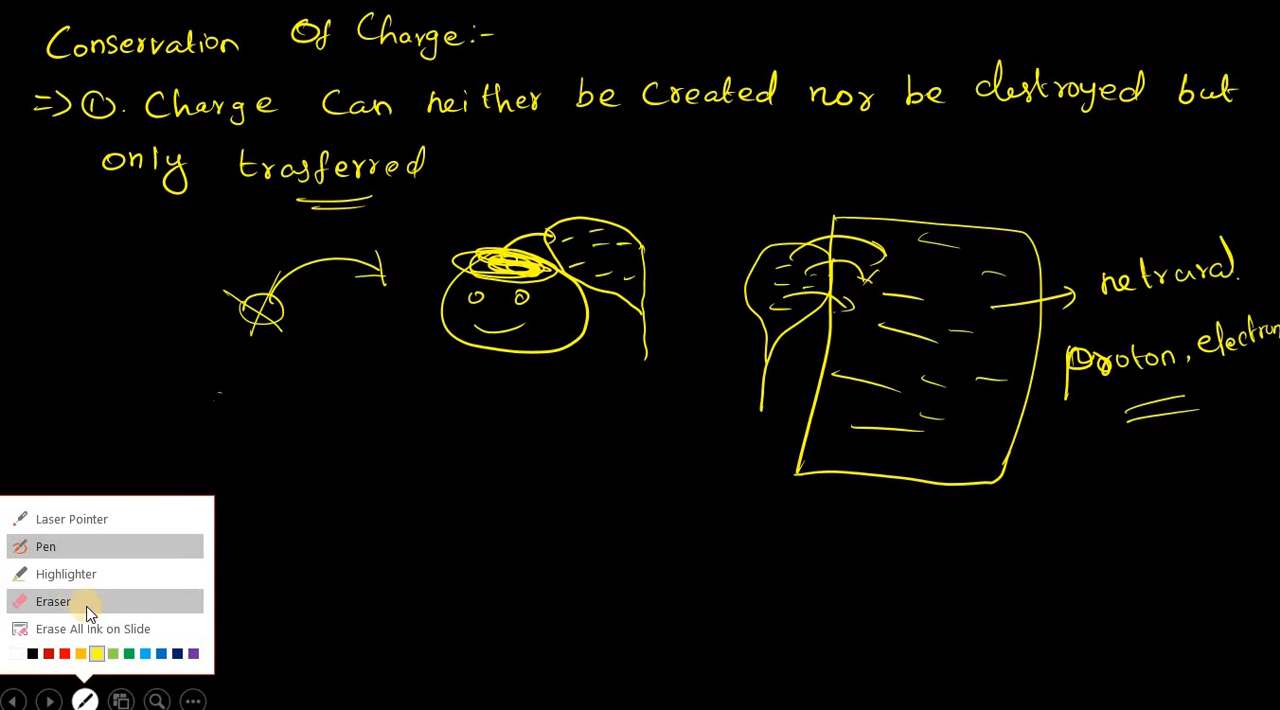 Conservation Of Charge:-
=> ①. Charge Can neither be created nor be destroyed but
only trasferred
netrural.
Proton, electron
Laser Pointer
Pen
Highlighter
Eraser
Erase All Ink on Slide